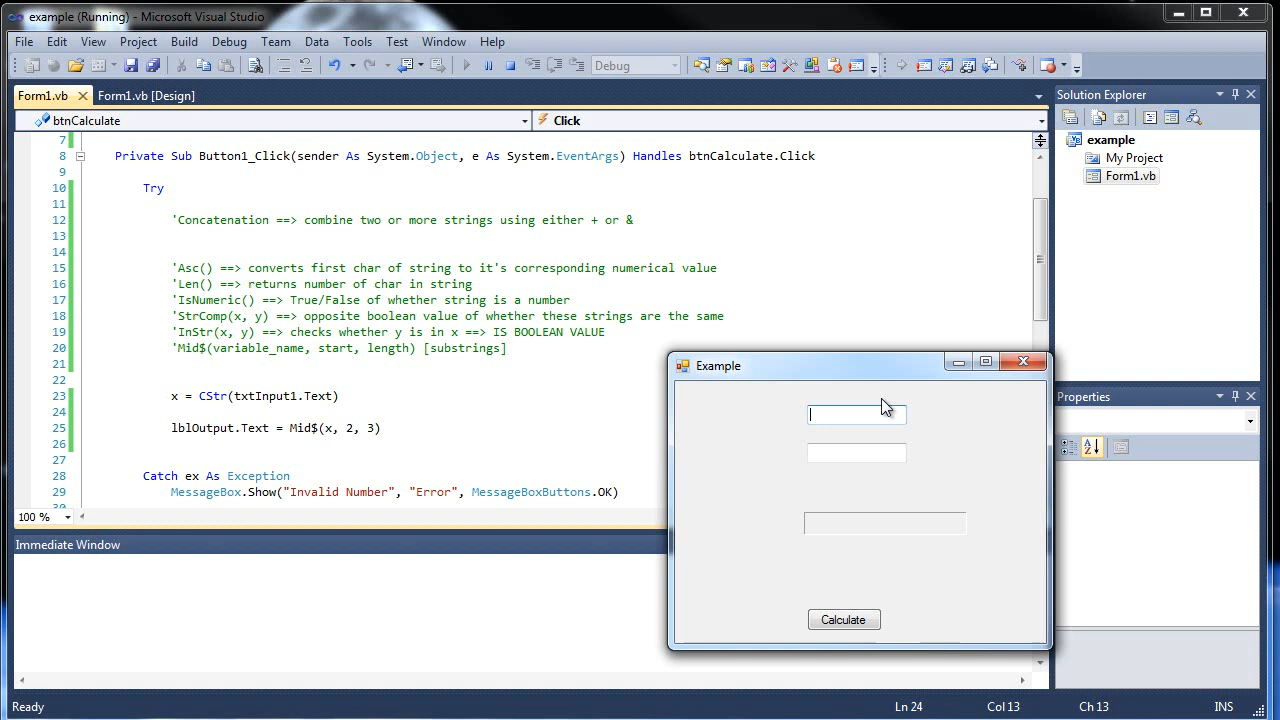 example (Running) - Microsoft Visual Studio
File Edit View Project Build Debug Team Data Tools Test Window Help
Debug
Form1.vb Form1.vb [Design]
btnCalculate Click
7
8 Private Sub Button1_Click(sender As System.Object, e As System.EventArgs) Handles btnCalculate.Click
9
10 Try
11
12 'Concatenation ==> combine two or more strings using either + or &
13
14
15 'Asc() ==> converts first char of string to it's corresponding numerical value
16 'Len() ==> returns number of char in string
17 'IsNumeric() ==> True/False of whether string is a number
18 'StrComp(x, y) ==> opposite boolean value of whether these strings are the same
19 'InStr(x, y) ==> checks whether y is in x ==> IS BOOLEAN VALUE
20 'Mid$(variable_name, start, length) [substrings]
21
22
23 x = CStr(txtInput1.Text)
24
25 lblOutput.Text = Mid$(x, 2, 3)
26
27
28 Catch ex As Exception
29 MessageBox.Show("Invalid Number", "Error", MessageBoxButtons.OK)
100 %
Immediate Window
Solution Explorer
example
My Project
Form1.vb
Properties
Example
Calculate
Ready Ln 24 Col 13 Ch 13 INS